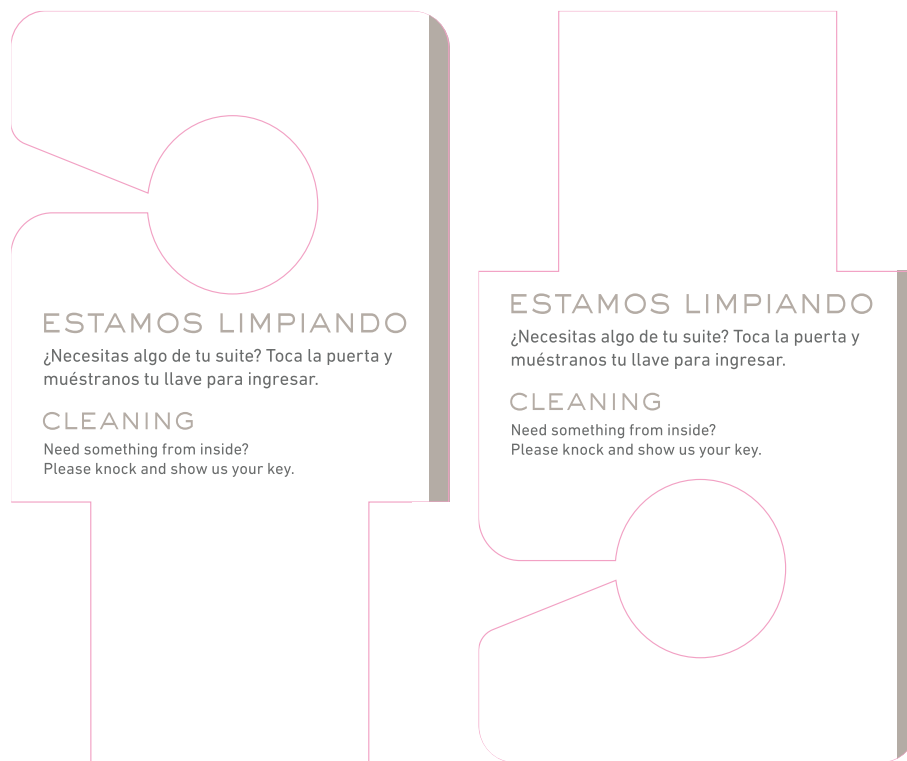 ESTAMOS LIMPIANDO
¿Necesitas algo de tu suite? Toca la puerta y
muéstranos tu llave para ingresar.
CLEANING
Need something from inside?
Please knock and show us your key.
ESTAMOS LIMPIANDO
¿Necesitas algo de tu suite? Toca la puerta y
muéstranos tu llave para ingresar.
CLEANING
Need something from inside?
Please knock and show us your key.